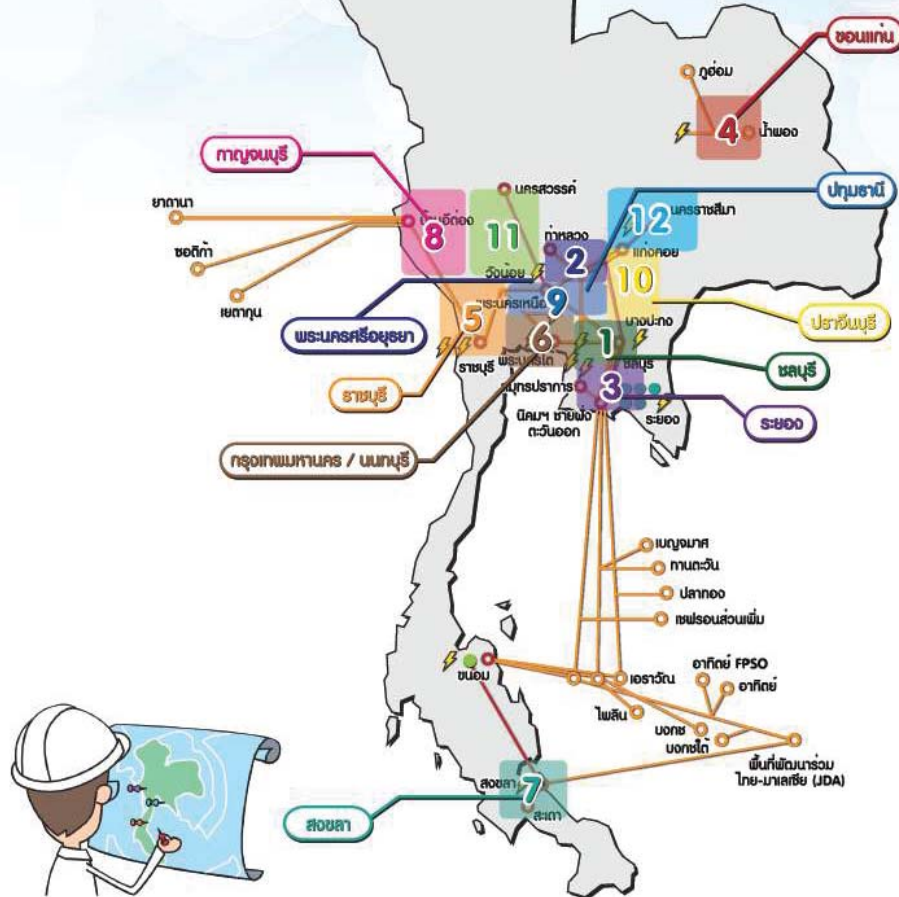 ขอนแก่น
ภูฮ่อม
4
น้ำพอง
กาญจนบุรี
ปทุมธานี
ยาดานา
บ้านอีต่อง
8
นครสวรรค์
11
12
นครราชสีมา
ซอติก้า
ท่าหลวง
2
แก่งคอย
วังน้อย
10
เยตากุน
9
พระนครศรีอยุธยา
5
พระนครเหนือ
บางปะกง
ปราจีนบุรี
6
1
ราชบุรี
พระนครใต้
ชลบุรี
ชลบุรี
ราชบุรี
สมุทรปราการ
3
นิคมฯ ชายฝั่ง
ตะวันออก
ระยอง
ระยอง
กรุงเทพมหานคร / นนทบุรี
เบญจมาศ
ทานตะวัน
ปลาทอง
เชฟรอนส่วนเพิ่ม
ขนอม
เอราวัณ
อาทิตย์ FPSO
อาทิตย์
ไพลิน
บงกช
บงกชใต้
พื้นที่พัฒนาร่วม
ไทย-มาเลเซีย (JDA)
สงขลา
7
สะเดา
สงขลา